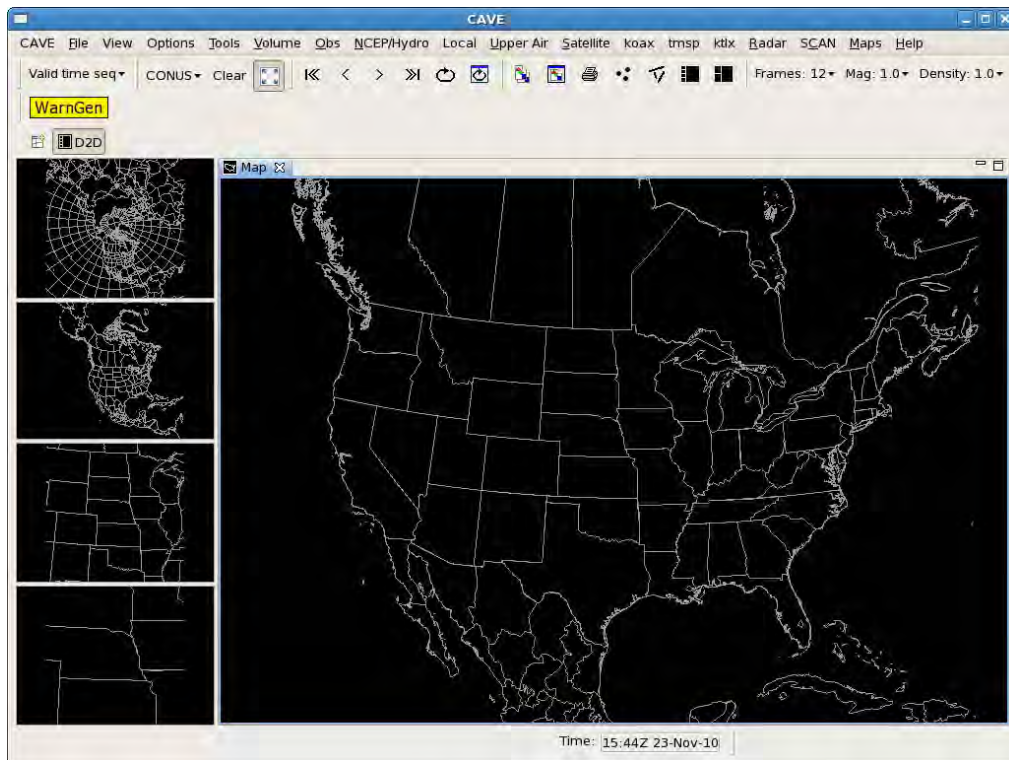 CAVE
CAVE File View Options Tools Volume Obs NCEP/Hydro Local Upper Air Satellite koax tmsp ktlx Radar SCAN Maps Help
Valid time seq CONUS Clear Frames: 12 Mag: 1.0 Density: 1.0
WarnGen
D2D
Map
Time: 15:44Z 23-Nov-10